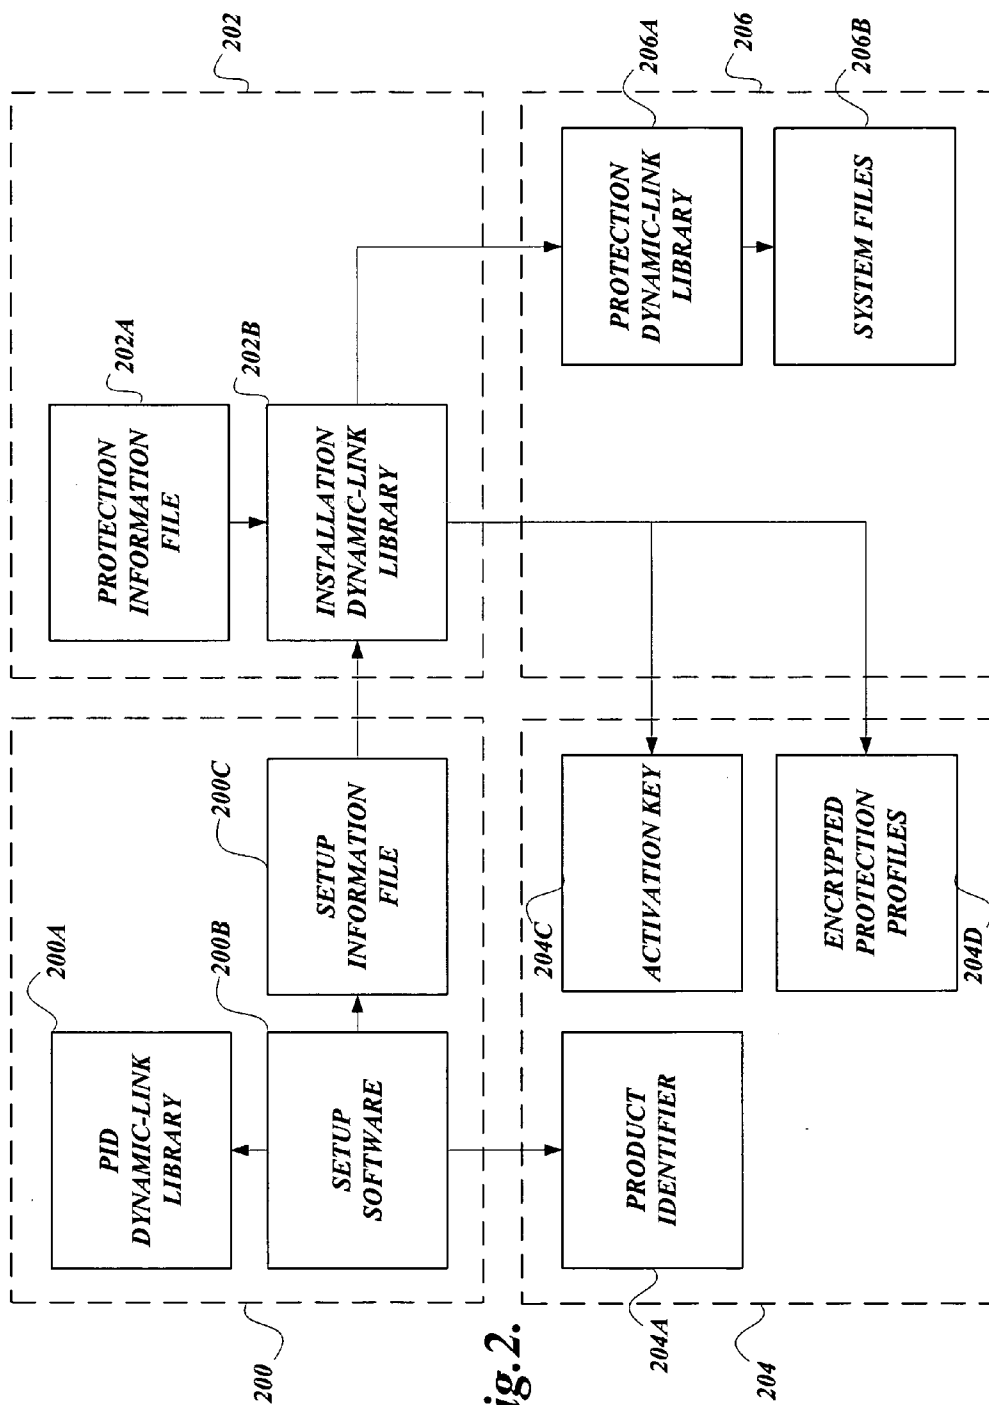 200A
PID
DYNAMIC-LINK
LIBRARY
PROTECTION
INFORMATION
FILE
202A
202
200B
200C
202B
200
SETUP
SOFTWARE
SETUP
INFORMATION
FILE
INSTALLATION
DYNAMIC-LINK
LIBRARY
ig.2.
204C
206A
204A
PRODUCT
IDENTIFIER
ACTIVATION KEY
PROTECTION
DYNAMIC-LINK
LIBRARY
206
204
ENCRYPTED
PROTECTION
PROFILES
SYSTEM FILES
206B
204D